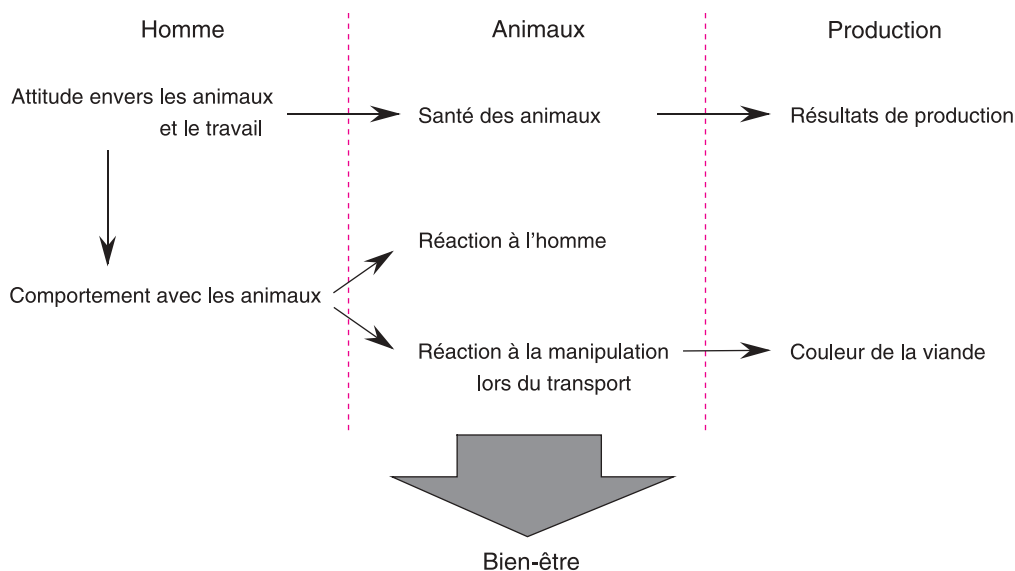 Homme
Animaux
Production
Attitude envers les animaux
et le travail
Santé des animaux
Résultats de production
Réaction à l'homme
Comportement avec les animaux
Réaction à la manipulation
lors du transport
Couleur de la viande
Bien-être